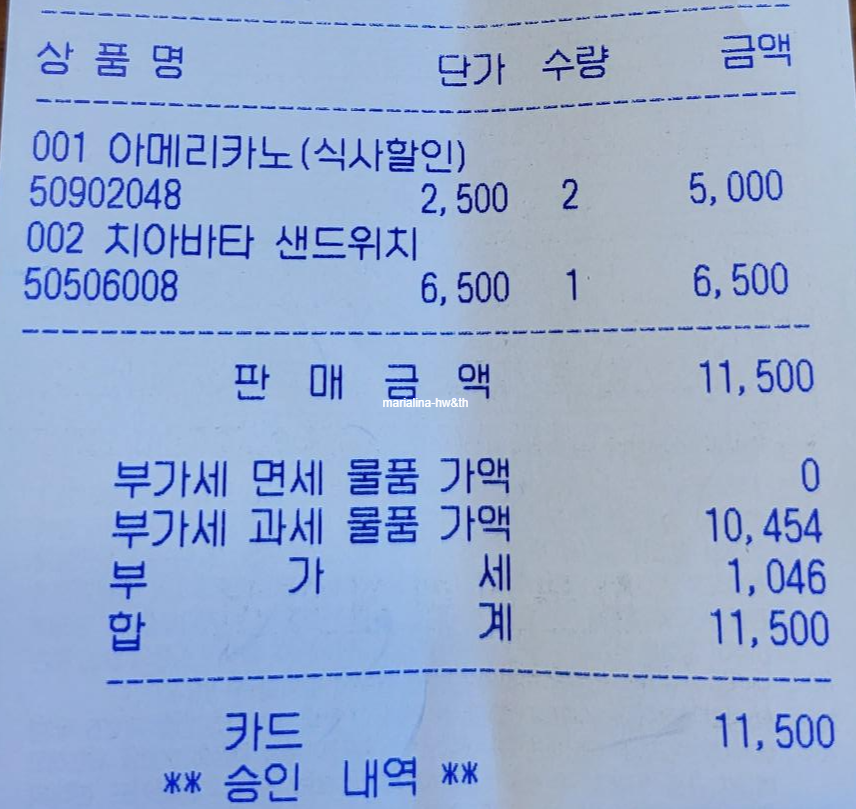 상 품 명 단가 수량 금액
001 아메리카노(식사할인)
50902048 2,500 2 5,000
002 치아바타 샌드위치
50506008 6,500 1 6,500
판 매 금 액 11,500
marialina-hw&th
부가세 면세 물품 가액 0
부가세 과세 물품 가액 10,454
부 가 세 1,046
합 계 11,500
카드 11,500
** 승인 내역 **